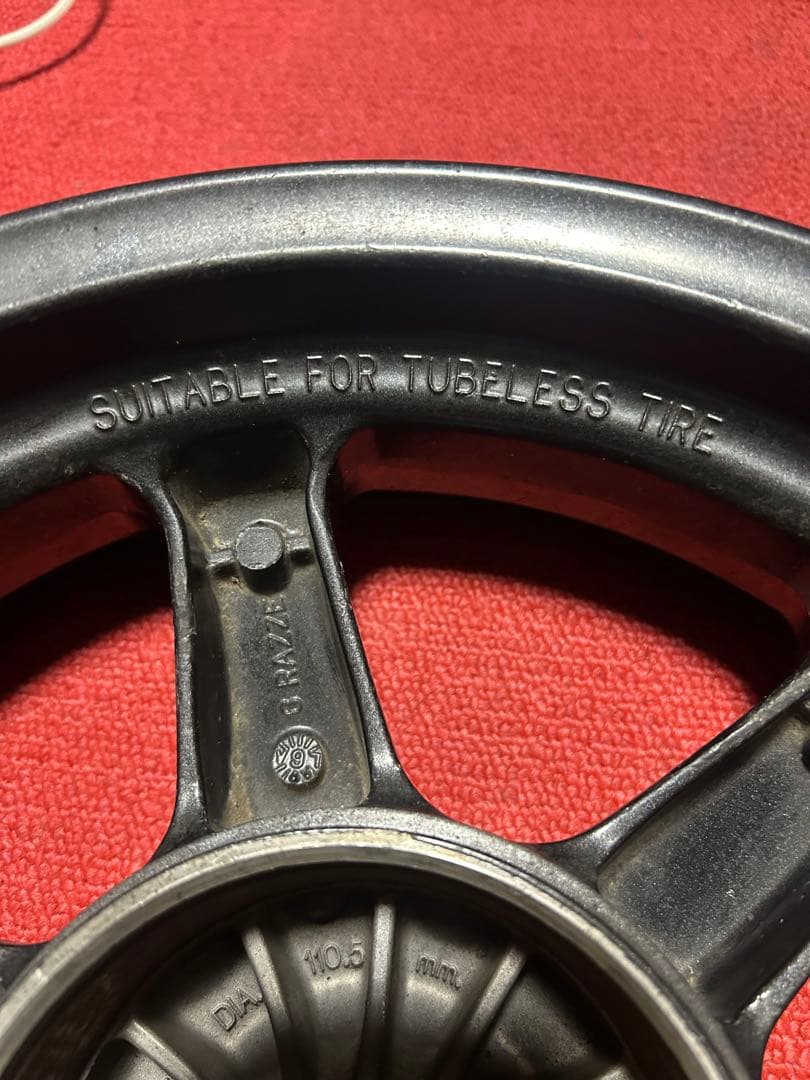 SUITABLE FOR TUBELESS TIRE
RAZZE
DIA. 110.5 mm.